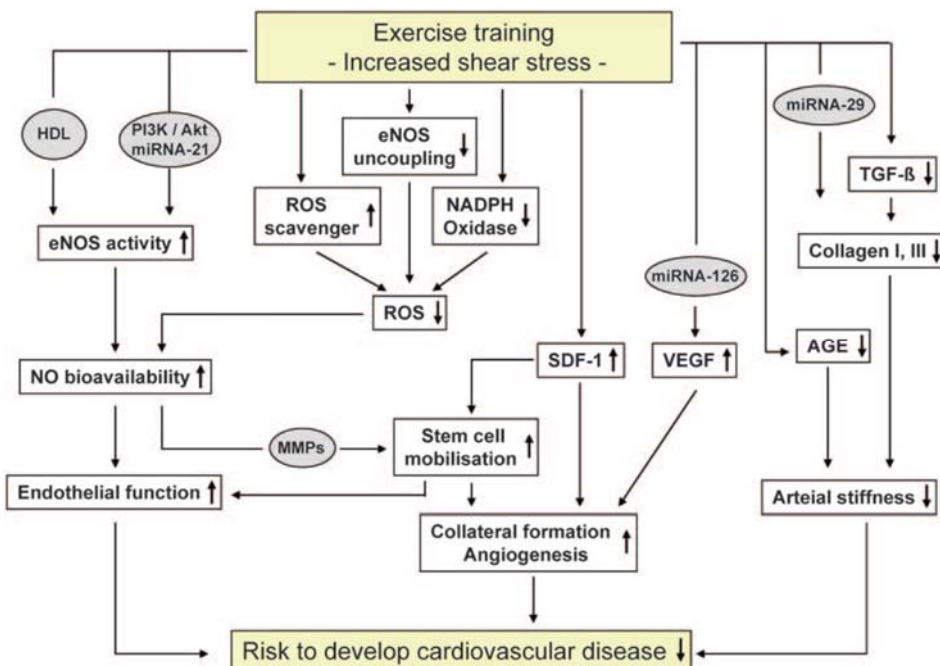 Exercise training
- Increased shear stress -
HDL
PI3K / Akt
miRNA-21
eNOS
uncoupling ↓
miRNA-29
ROS
scavenger ↑
NADPH
Oxidase ↓
TGF-ß ↓
eNOS activity ↑
Collagen I, III ↓
miRNA-126
ROS ↓
NO bioavailability ↑
SDF-1 ↑
VEGF ↑
AGE ↓
MMPs
Stem cell
mobilisation ↑
Endothelial function ↑
Arteial stiffness ↓
Collateral formation ↑
Angiogenesis
Risk to develop cardiovascular disease ↓